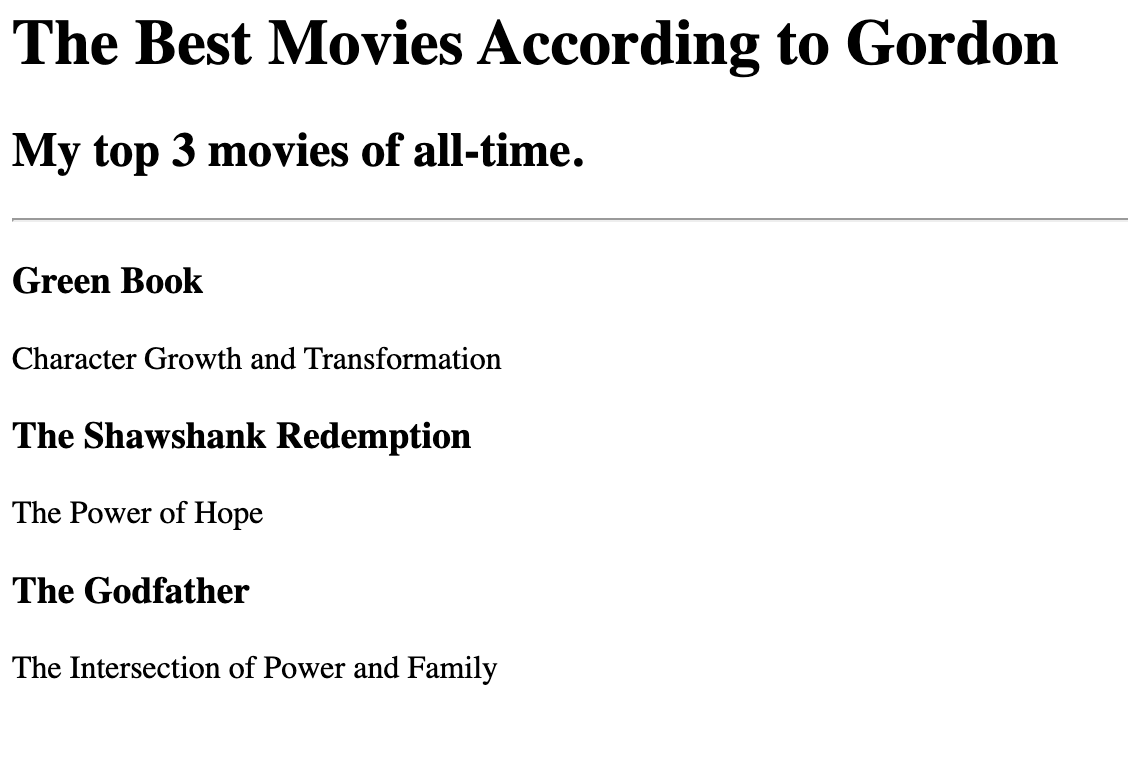 The Best Movies According to Gordon
My top 3 movies of all-time.
Green Book
Character Growth and Transformation
The Shawshank Redemption
The Power of Hope
The Godfather
The Intersection of Power and Family